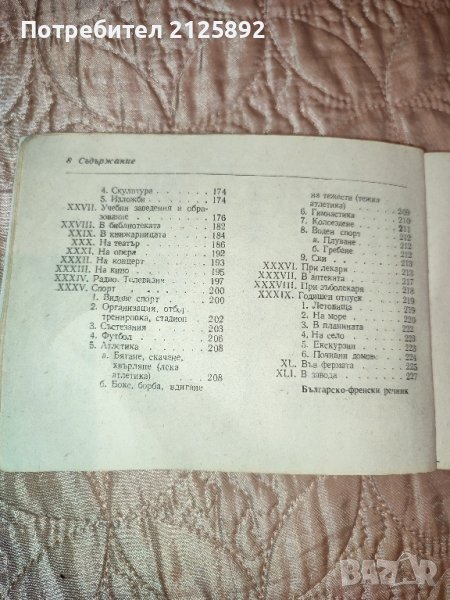 Потребител 2125892
8 Съдържание
4. Скулптура . . . . . . . 174
5. Изложби . . . . . . . 174
XXVII. Учебни заведения и обра-
зование . . . . . . . . . 176
XXVIII. В библиотеката . . . . . 182
XXIX. В книжарницата . . . . . 184
XXX. На театър . . . . . . . 186
XXXI. На опера . . . . . . . 192
XXXII. На концерт . . . . . . 193
XXXIII. На кино . . . . . . . 195
XXXIV. Радио. Телевизия . . . . 197
XXXV. Спорт . . . . . . . . 200
1. Видове спорт . . . . . 200
2. Организация, отбор,
тренировка, стадион . . 202
3. Състезания . . . . . . 203
4. Футбол . . . . . . . 206
5. Атлетика . . . . . . 208
а. Бягане, скачане,
хвърляне (лека
атлетика) . . . . . . 208
б. Бокс, борба, вдигане
на тежести (тежка
атлетика) . . . . . . 209
6. Гимнастика . . . . . 210
7. Колоездене . . . . . 210
8. Воден спорт . . . . . 211
а. Плуване . . . . . . 212
б. Гребане . . . . . . 212
9. Ски . . . . . . . . 212
XXXVI. При лекаря . . . . . . 213
XXXVII. В аптеката . . . . . . 217
XXXVIII. При зъболекаря . . . . . 218
XXXIX. Годишен отпуск . . . . . 219
1. Летовища . . . . . . 219
2. На море . . . . . . 220
3. В планината . . . . . 221
4. На село . . . . . . 222
5. Екскурзии . . . . . . 223
6. Почивни домове . . . . 224
XL. Във фермата . . . . . . 225
XLI. В завода . . . . . . . 227
Българско-френски речник
BAZAR